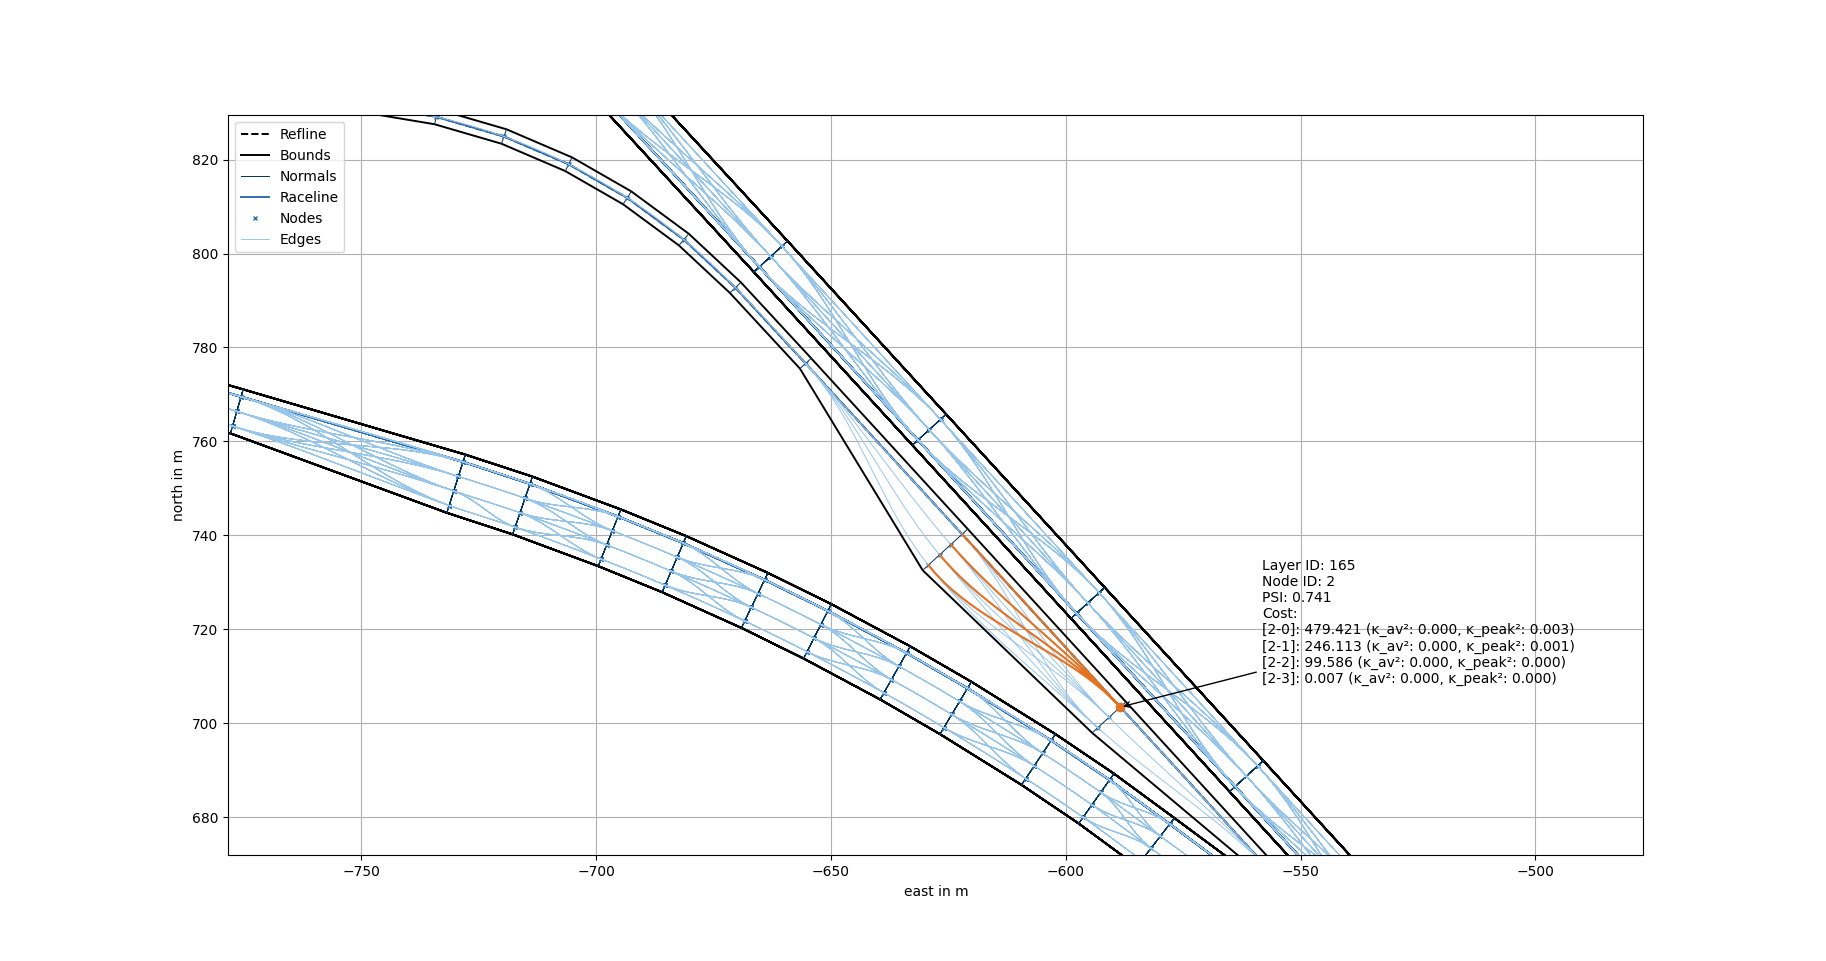 Refline
Bounds
Normals
Raceline
Nodes
Edges
820
800
780
760
740
720
700
680
north in m
Layer ID: 165
Node ID: 2
PSI: 0.741
Cost:
[2-0]: 479.421 (κ_av²: 0.000, κ_peak²: 0.003)
[2-1]: 246.113 (κ_av²: 0.000, κ_peak²: 0.001)
[2-2]: 99.586 (κ_av²: 0.000, κ_peak²: 0.000)
[2-3]: 0.007 (κ_av²: 0.000, κ_peak²: 0.000)
−750 −700 −650 −600 −550 −500
east in m